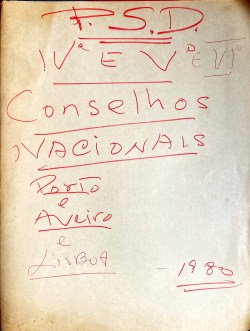 P.S.D.
IVº E Vº E VIº
Conselhos
NACIONAIS
PORTO
e
AVEIRO
e
LISBOA
- 1980